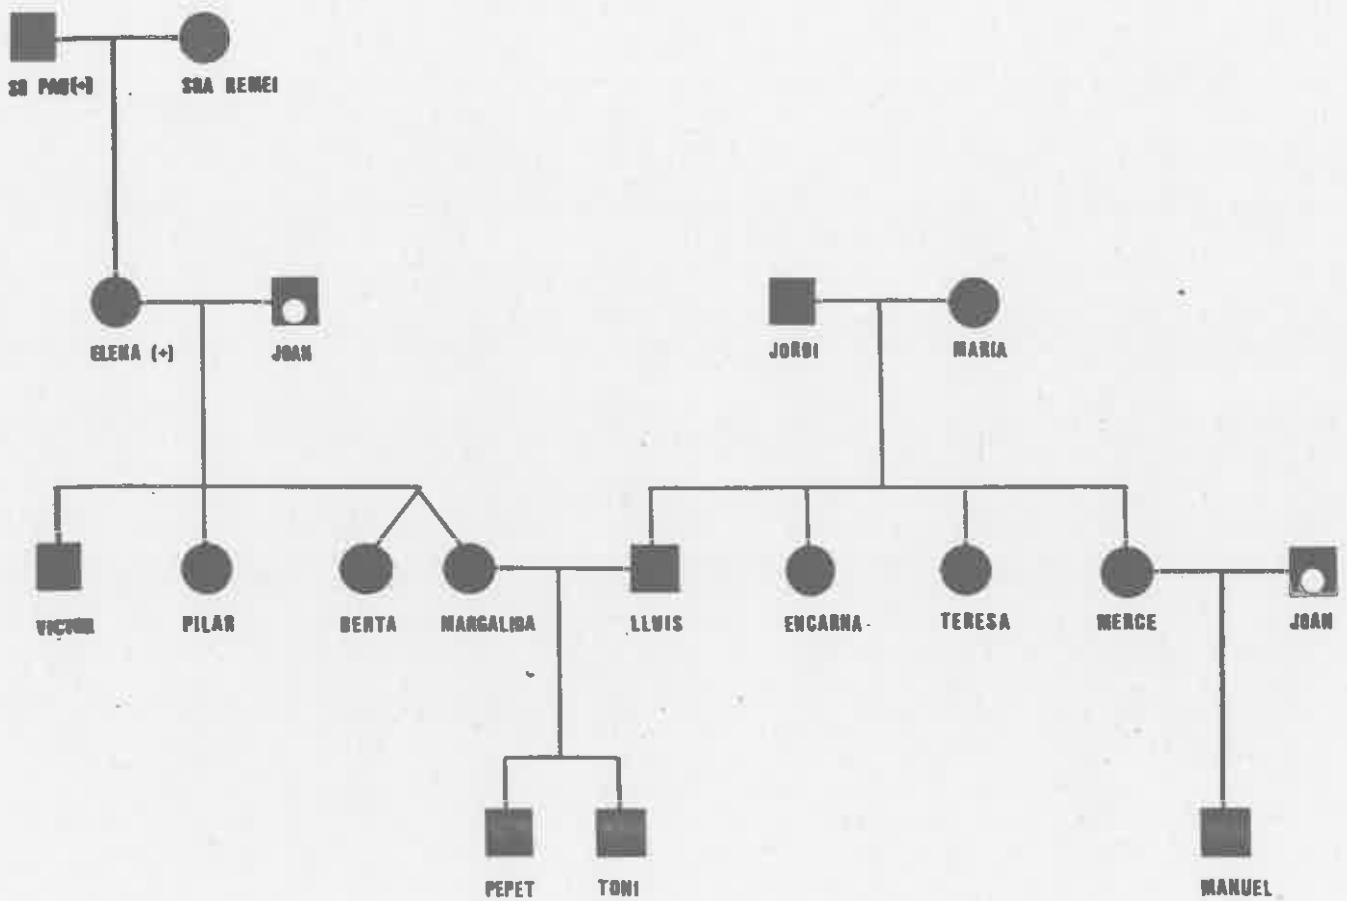 SR PAU(+) SRA REMEI
ELENA (+) JOAN JORDI MARIA
VICTOR PILAR BERTA MARGALIDA LLUIS ENCARNA TERESA MERCE JOAN
PEPET TONI MANUEL